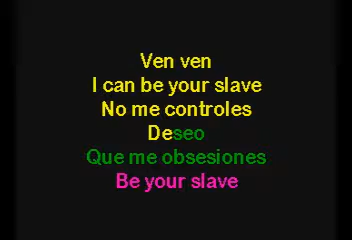 Ven ven
I can be your slave
No me controles
Deseo
Que me obsesiones
Be your slave